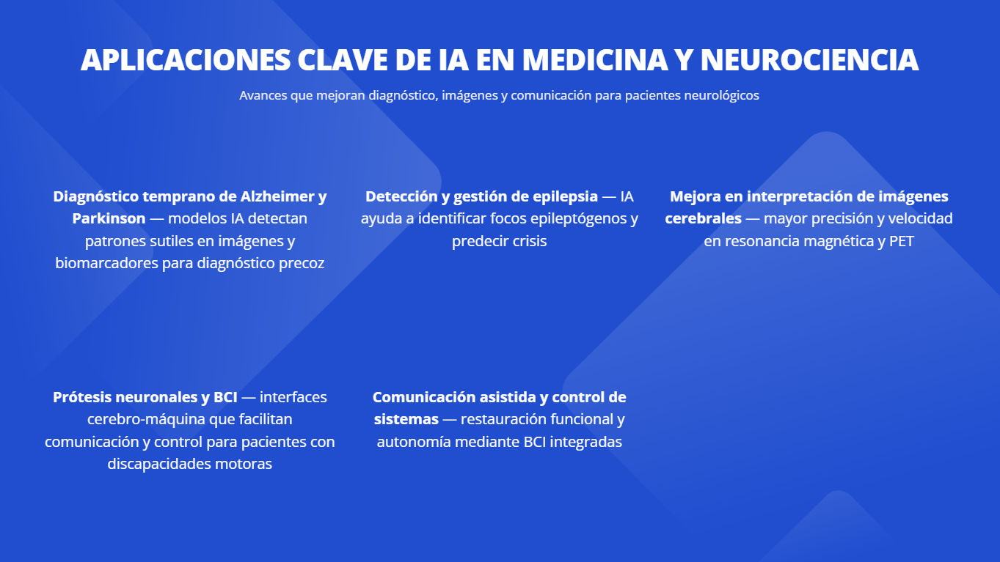 APLICACIONES CLAVE DE IA EN MEDICINA Y NEUROCIENCIA
Avances que mejoran diagnóstico, imágenes y comunicación para pacientes neurológicos
Diagnóstico temprano de Alzheimer y
Parkinson — modelos IA detectan
patrones sutiles en imágenes y
biomarcadores para diagnóstico precoz
Detección y gestión de epilepsia — IA
ayuda a identificar focos epileptógenos y
predecir crisis
Mejora en interpretación de imágenes
cerebrales — mayor precisión y velocidad
en resonancia magnética y PET
Prótesis neuronales y BCI — interfaces
cerebro-máquina que facilitan
comunicación y control para pacientes con
discapacidades motoras
Comunicación asistida y control de
sistemas — restauración funcional y
autonomía mediante BCI integradas